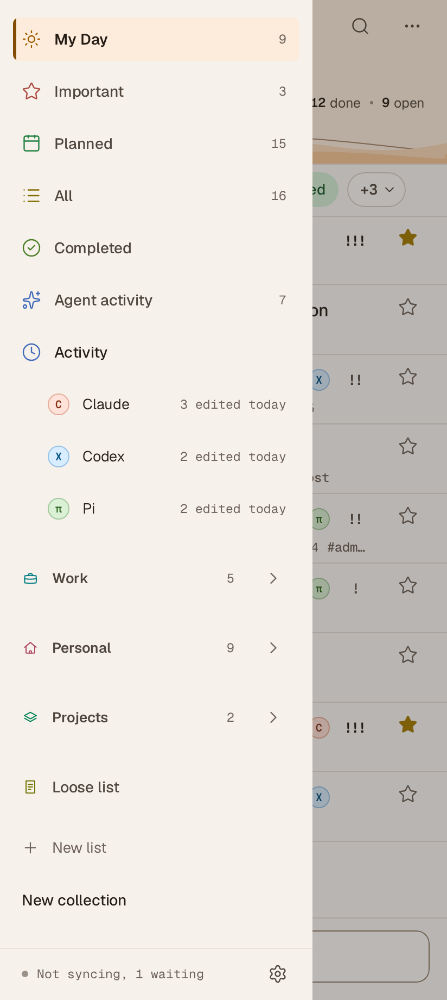 My Day 9
Important 3
12 done • 9 open
Planned 15
All 16
ed +3
Completed
!!!
Agent activity 7
on
Activity
X !!
C Claude 3 edited today
X Codex 2 edited today
ost
π Pi 2 edited today
π !!
4 #adm…
Work 5
π !
Personal 9
Projects 2
C !!!
Loose list
X
New list
New collection
Not syncing, 1 waiting